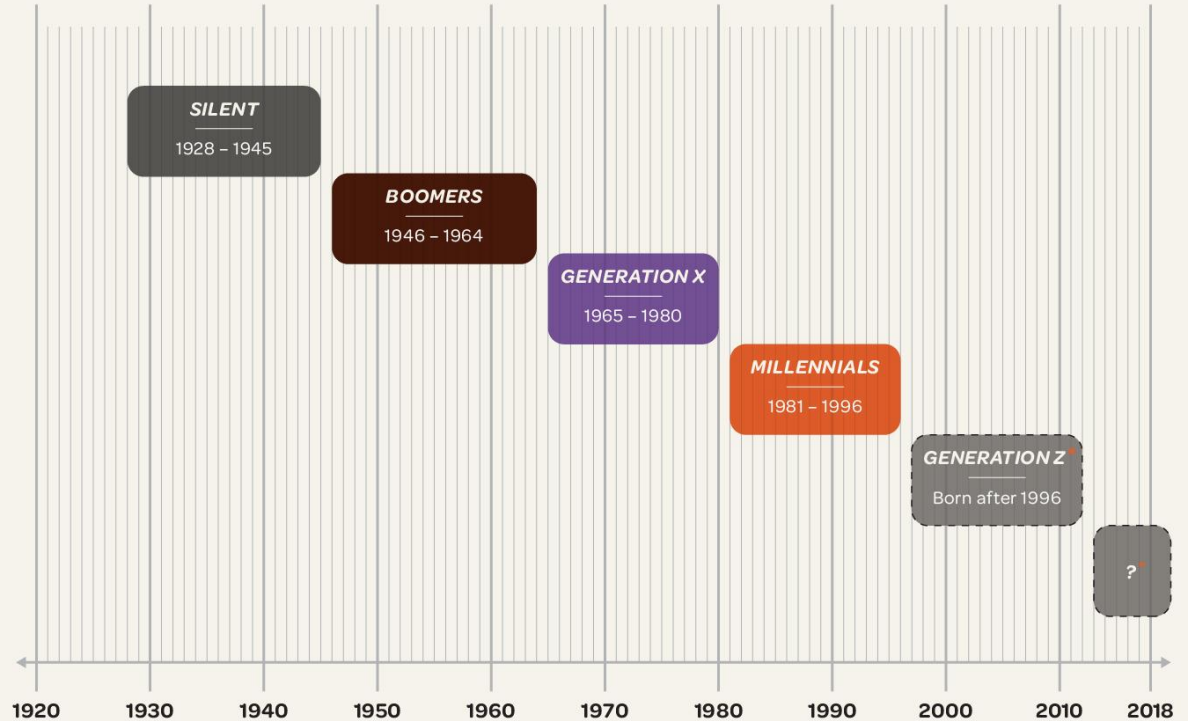 SILENT
1928 – 1945
BOOMERS
1946 – 1964
GENERATION X
1965 – 1980
MILLENNIALS
1981 – 1996
GENERATION Z*
Born after 1996
?*
1920 1930 1940 1950 1960 1970 1980 1990 2000 2010 2018